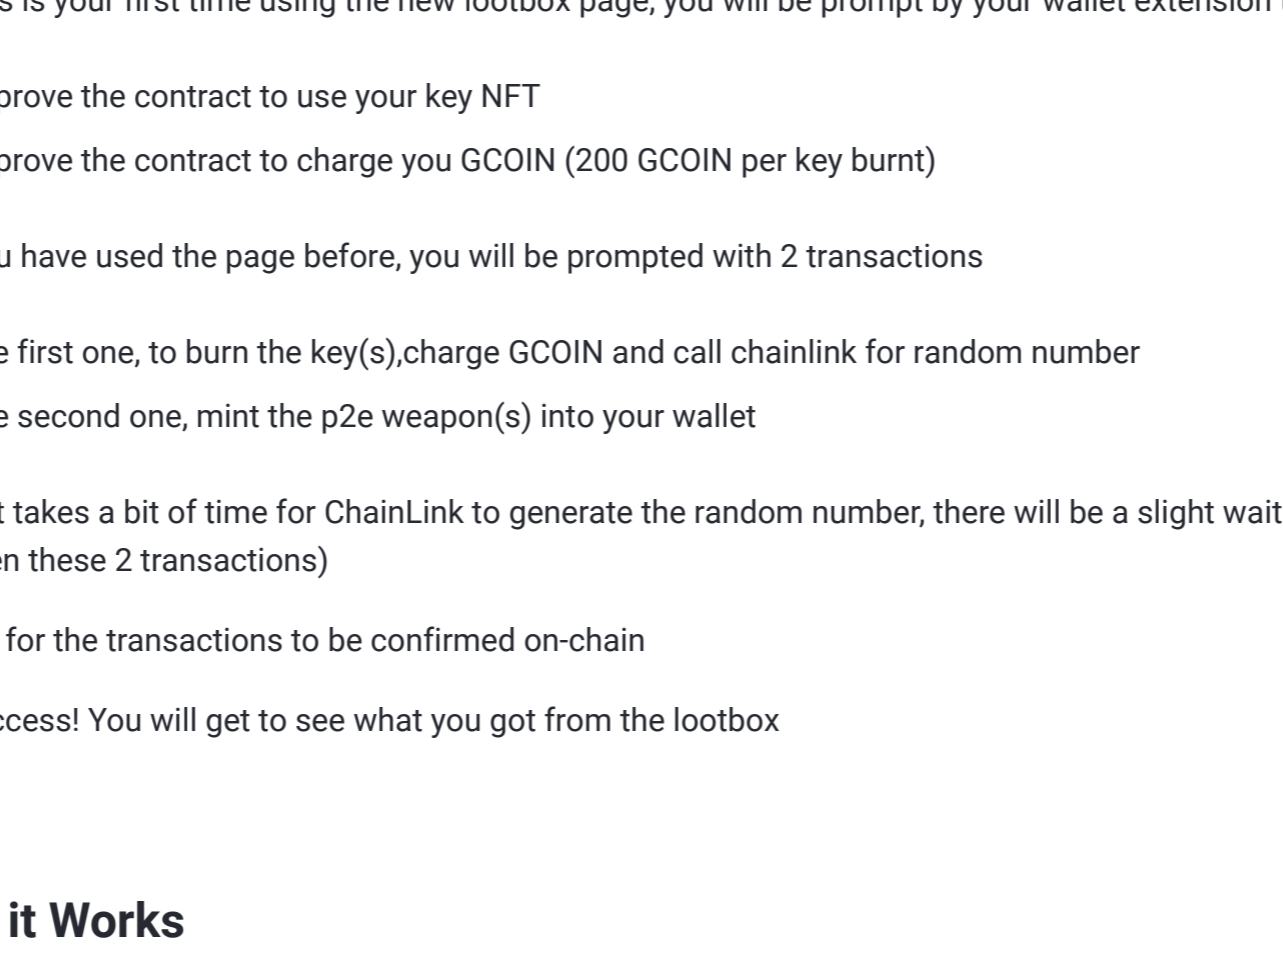 s is your first time using the new lootbox page, you will be prompt by your wallet extension
prove the contract to use your key NFT
prove the contract to charge you GCOIN (200 GCOIN per key burnt)
u have used the page before, you will be prompted with 2 transactions
e first one, to burn the key(s),charge GCOIN and call chainlink for random number
e second one, mint the p2e weapon(s) into your wallet
t takes a bit of time for ChainLink to generate the random number, there will be a slight wait
en these 2 transactions)
for the transactions to be confirmed on-chain
ccess! You will get to see what you got from the lootbox
it Works